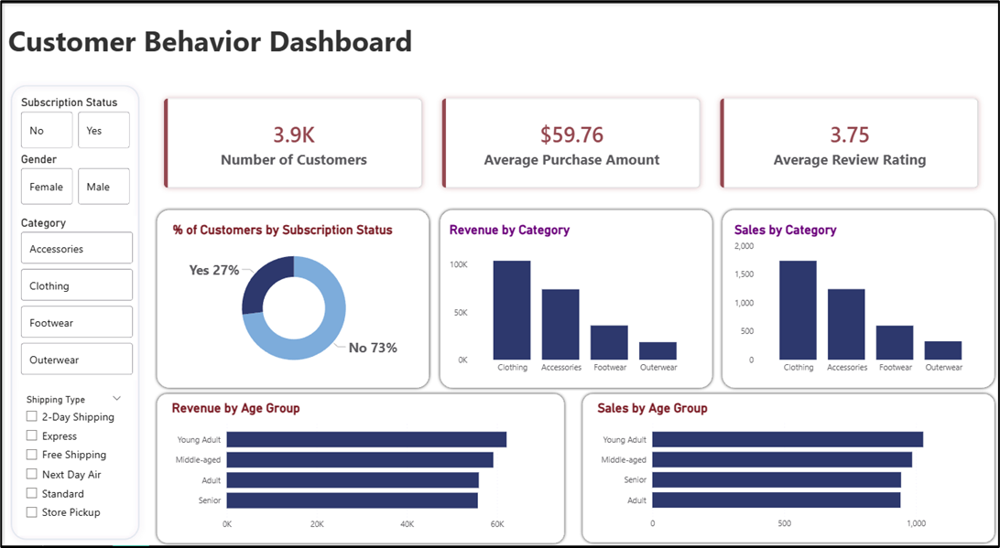 Customer Behavior Dashboard
Subscription Status
No
Yes
Gender
Female
Male
Category
Accessories
Clothing
Footwear
Outerwear
Shipping Type
2-Day Shipping
Express
Free Shipping
Next Day Air
Standard
Store Pickup
3.9K
Number of Customers
$59.76
Average Purchase Amount
3.75
Average Review Rating
% of Customers by Subscription Status
Yes 27%
No 73%
Revenue by Category
100K
50K
0K
Clothing Accessories Footwear Outerwear
Sales by Category
2,000
1,500
1,000
500
0
Clothing Accessories Footwear Outerwear
Revenue by Age Group
Young Adult
Middle-aged
Adult
Senior
0K 20K 40K 60K
Sales by Age Group
Young Adult
Middle-aged
Senior
Adult
0 500 1,000